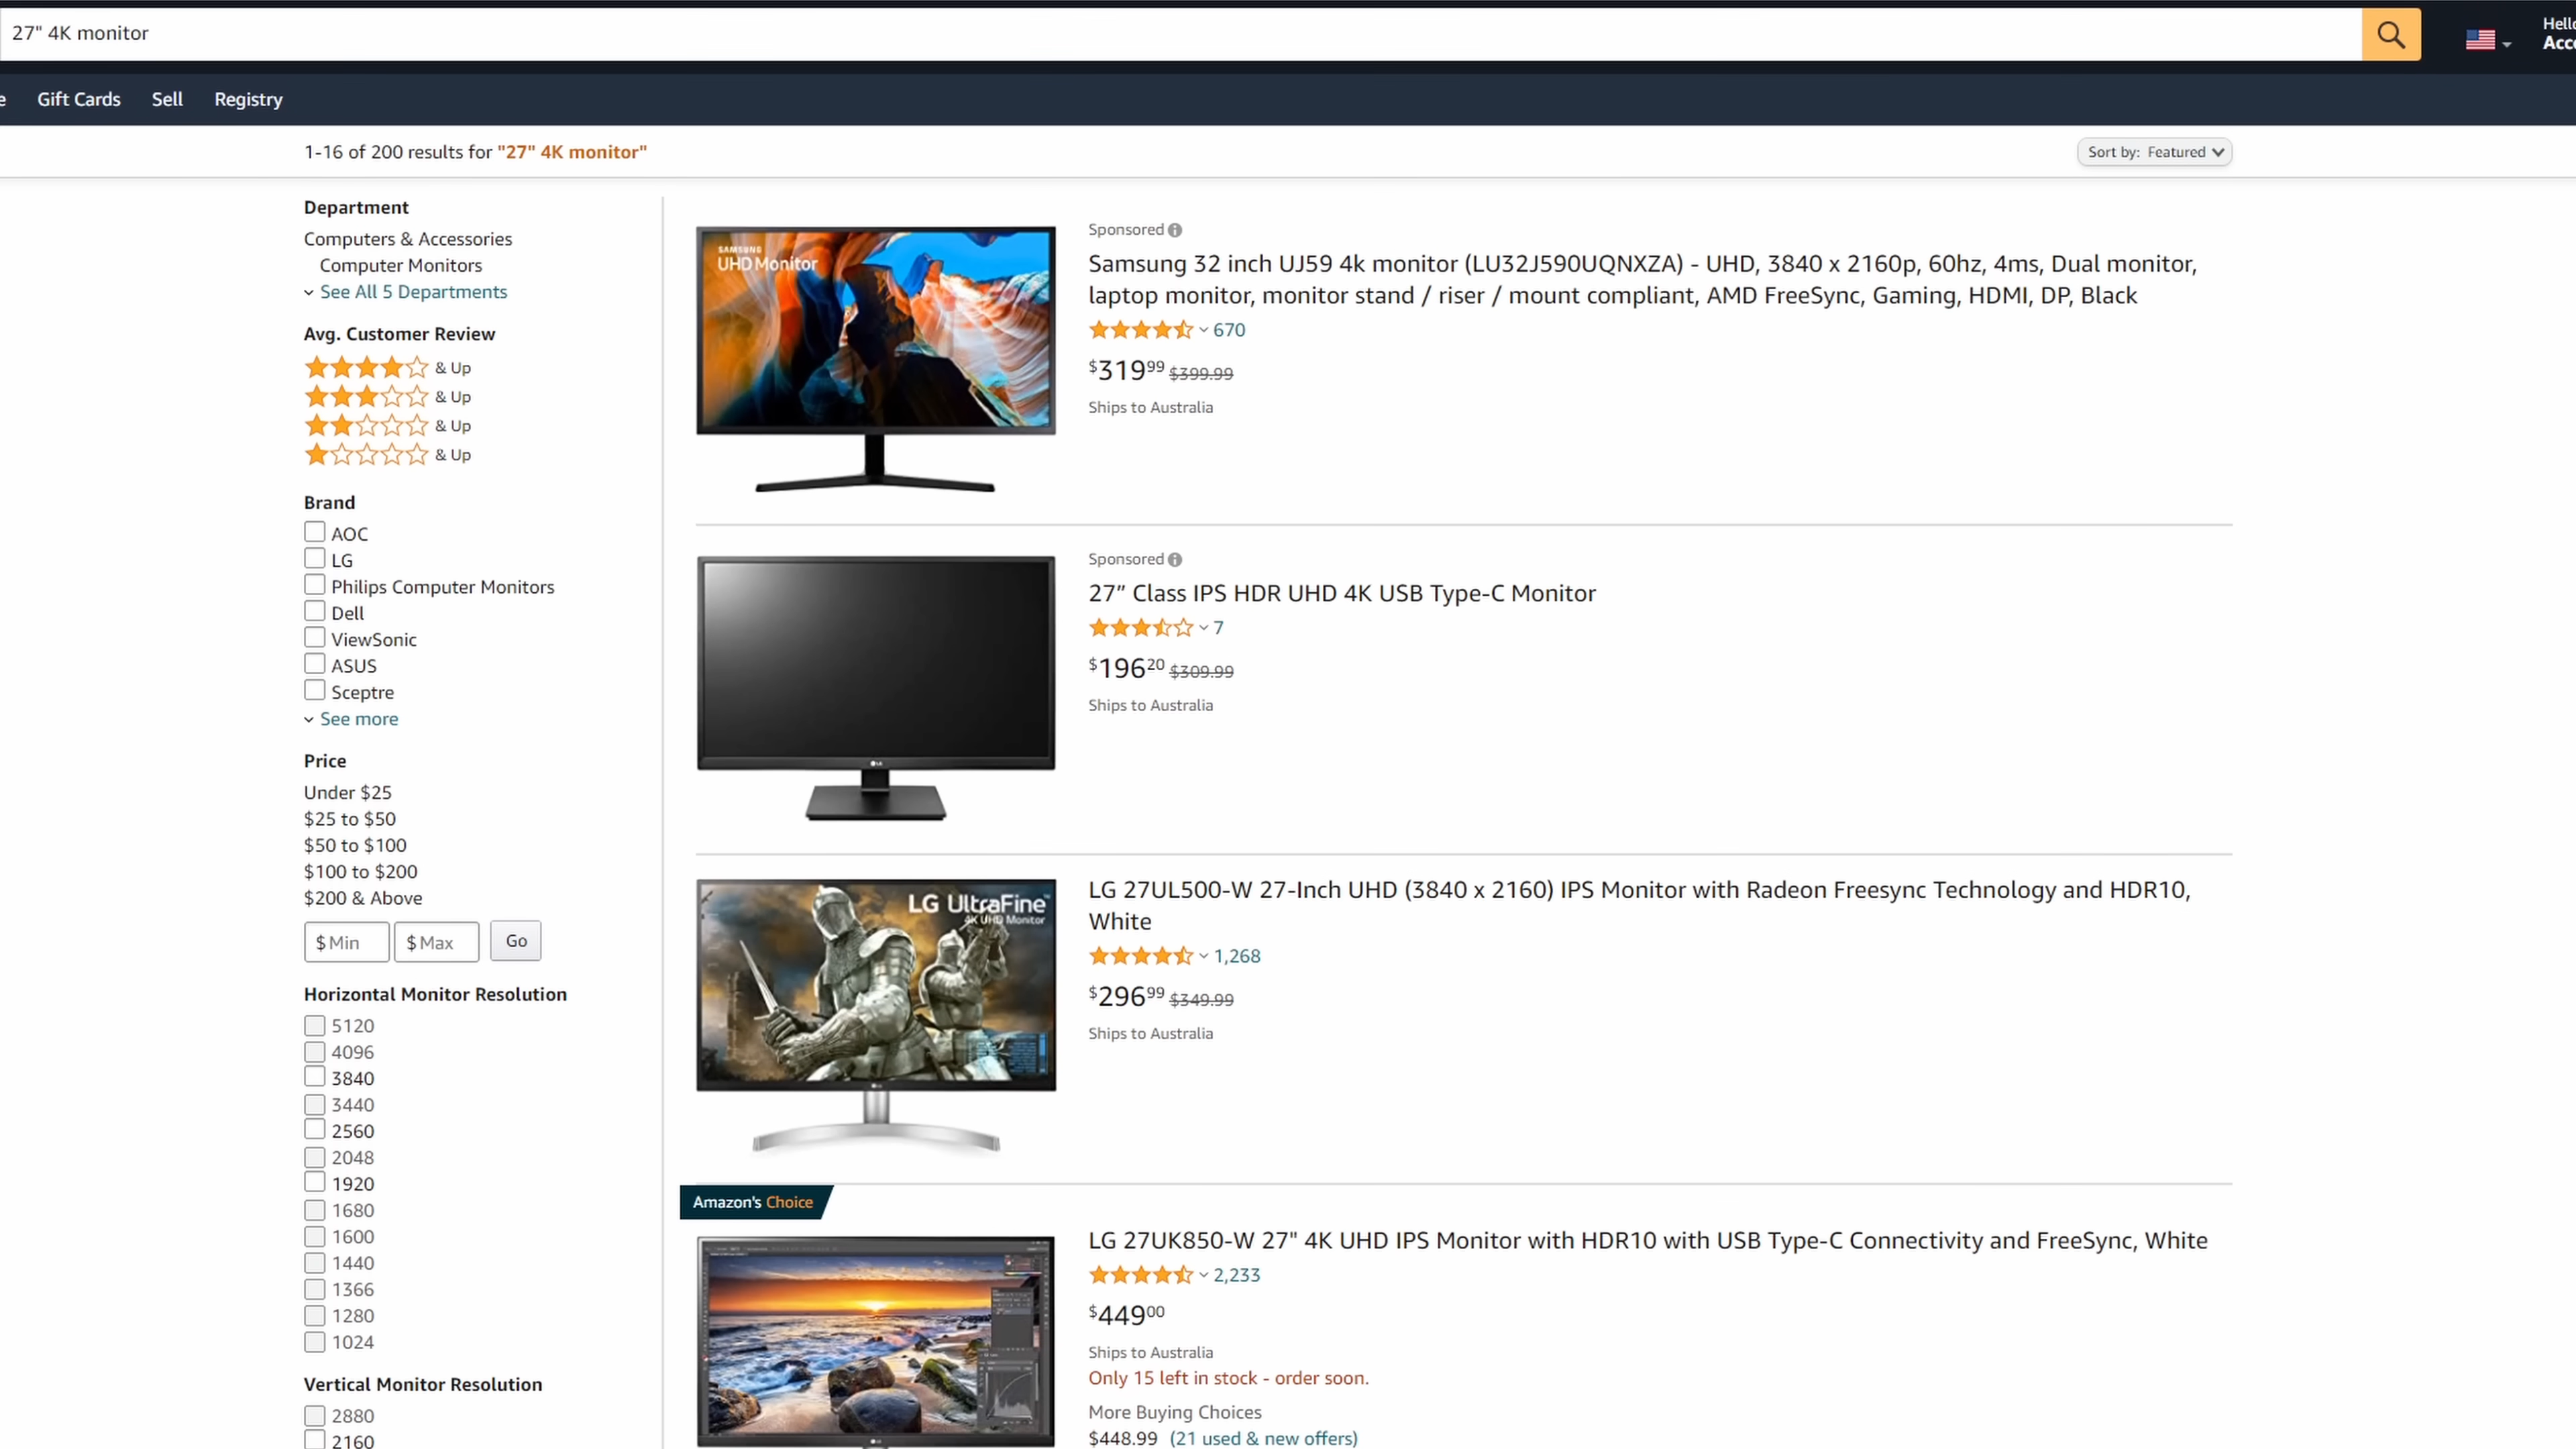 27" 4K monitor
Gift Cards Sell Registry
1-16 of 200 results for "27" 4K monitor"
Sort by: Featured
Department
Computers & Accessories
Computer Monitors
See All 5 Departments
Avg. Customer Review
& Up
& Up
& Up
& Up
Brand
AOC
LG
Philips Computer Monitors
Dell
ViewSonic
ASUS
Sceptre
See more
Price
Under $25
$25 to $50
$50 to $100
$100 to $200
$200 & Above
$ Min $ Max Go
Horizontal Monitor Resolution
5120
4096
3840
3440
2560
2048
1920
1680
1600
1440
1366
1280
1024
Vertical Monitor Resolution
2880
2160
SAMSUNG
UHD Monitor
Sponsored
Samsung 32 inch UJ59 4k monitor (LU32J590UQNXZA) - UHD, 3840 x 2160p, 60hz, 4ms, Dual monitor,
laptop monitor, monitor stand / riser / mount compliant, AMD FreeSync, Gaming, HDMI, DP, Black
670
$319.99 $399.99
Ships to Australia
Sponsored
27” Class IPS HDR UHD 4K USB Type-C Monitor
7
$196.20 $309.99
Ships to Australia
LG UltraFine™
4K UHD Monitor
LG 27UL500-W 27-Inch UHD (3840 x 2160) IPS Monitor with Radeon Freesync Technology and HDR10,
White
1,268
$296.99 $349.99
Ships to Australia
Amazon's Choice
LG 27UK850-W 27" 4K UHD IPS Monitor with HDR10 with USB Type-C Connectivity and FreeSync, White
2,233
$449.00
Ships to Australia
Only 15 left in stock - order soon.
More Buying Choices
$448.99 (21 used & new offers)